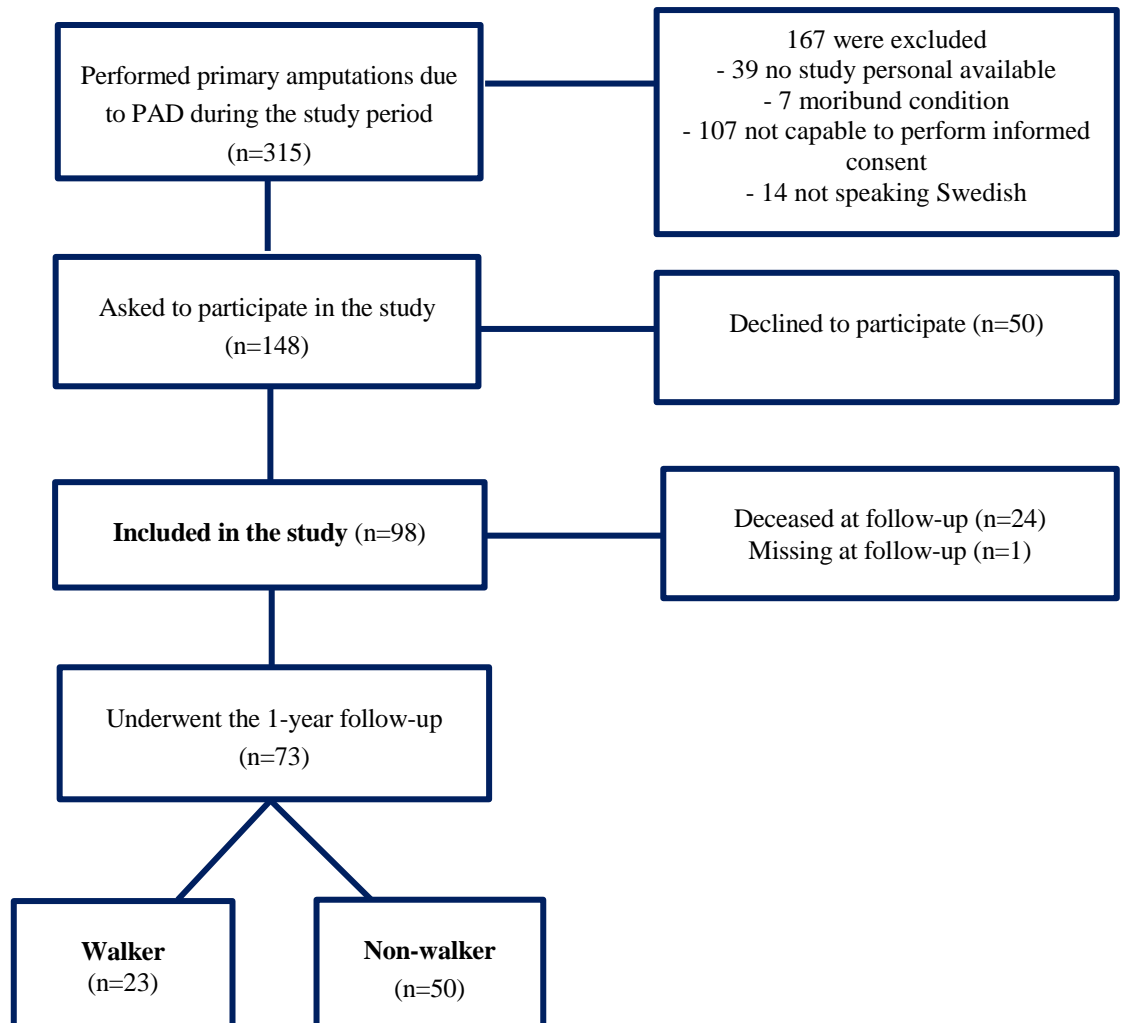 Performed primary amputations due
to PAD during the study period
(n=315)
167 were excluded
- 39 no study personal available
- 7 moribund condition
- 107 not capable to perform informed
consent
- 14 not speaking Swedish
Asked to participate in the study
(n=148)
Declined to participate (n=50)
Included in the study (n=98)
Deceased at follow-up (n=24)
Missing at follow-up (n=1)
Underwent the 1-year follow-up
(n=73)
Walker
(n=23)
Non-walker
(n=50)